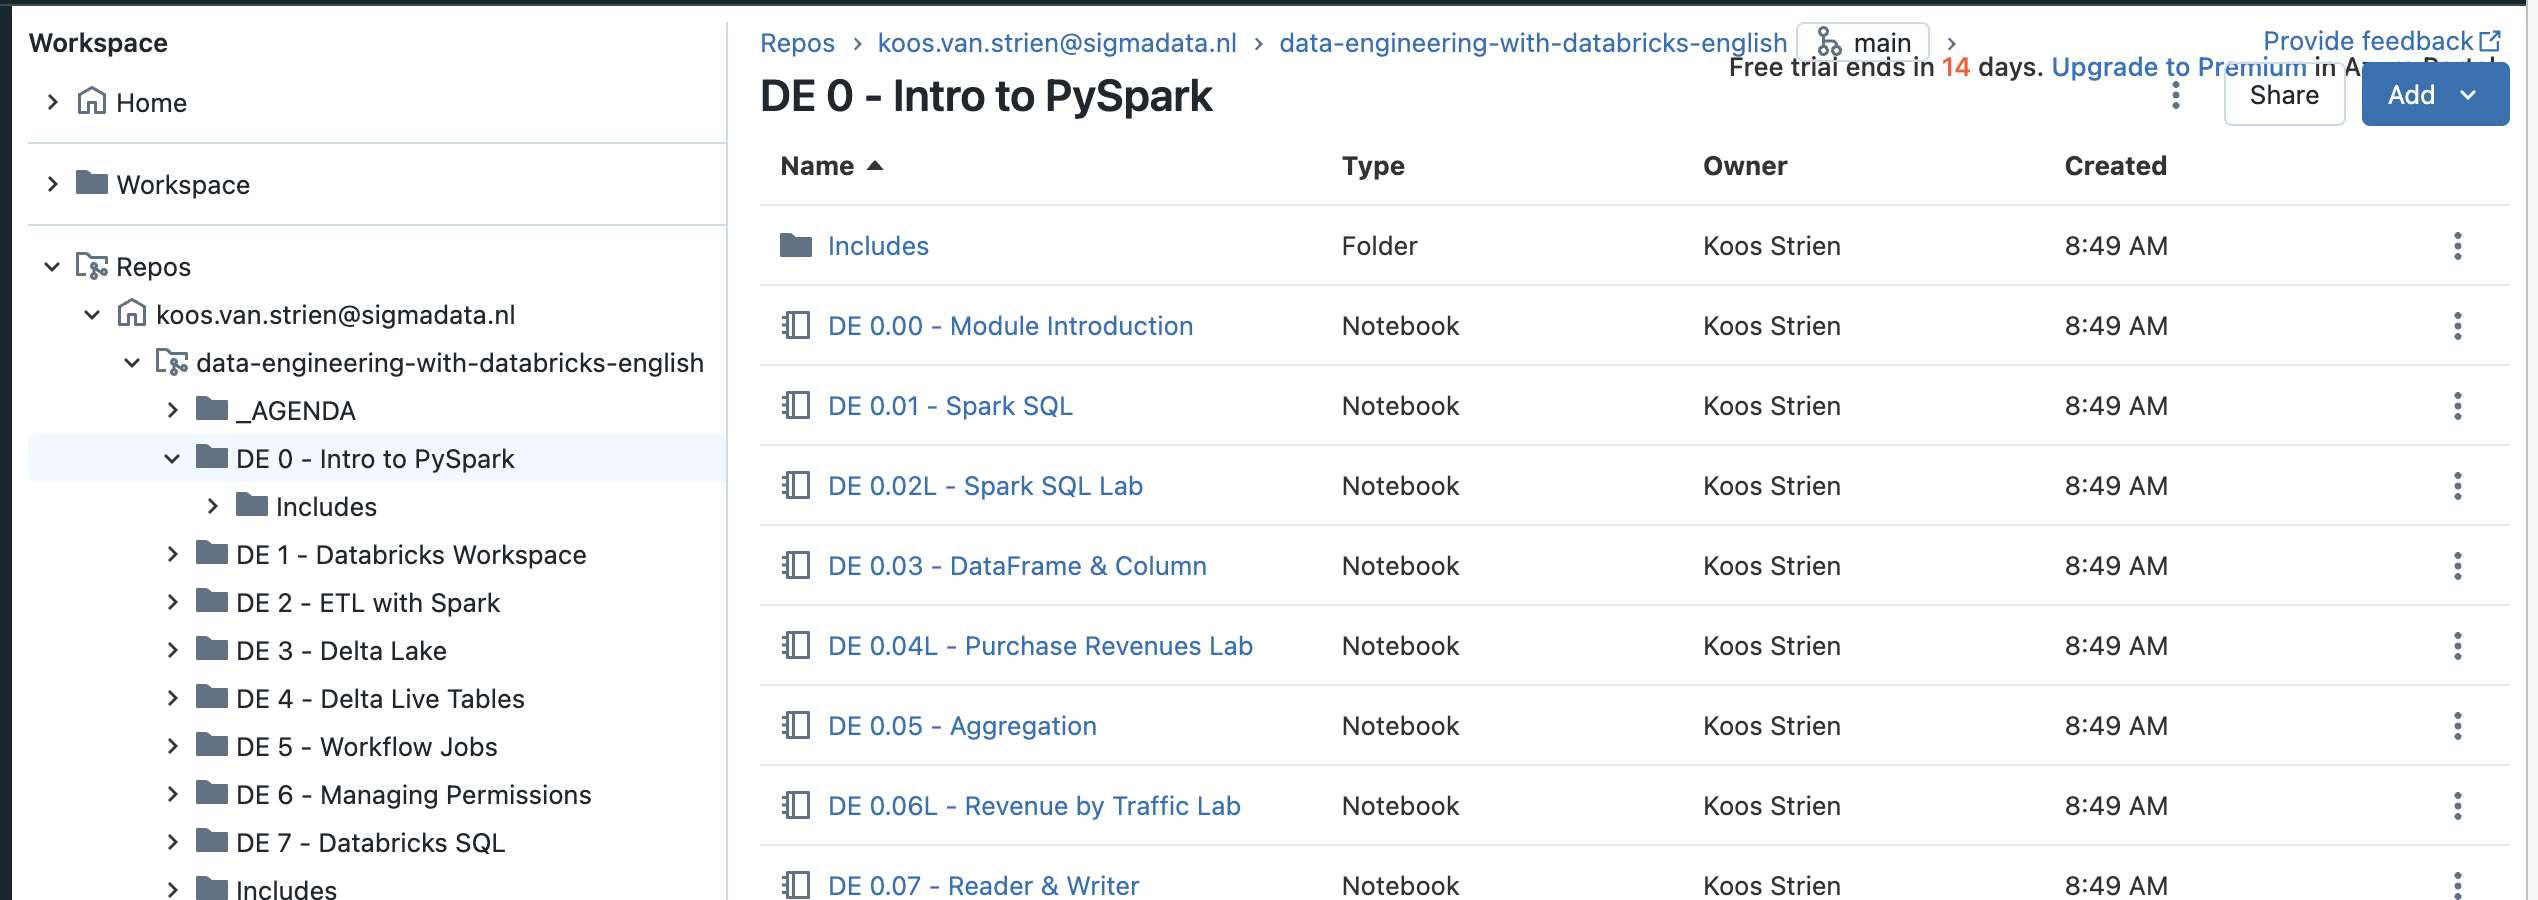 Workspace
Home
Workspace
Repos
koos.van.strien@sigmadata.nl
data-engineering-with-databricks-english
_AGENDA
DE 0 - Intro to PySpark
Includes
DE 1 - Databricks Workspace
DE 2 - ETL with Spark
DE 3 - Delta Lake
DE 4 - Delta Live Tables
DE 5 - Workflow Jobs
DE 6 - Managing Permissions
DE 7 - Databricks SQL
Includes
Repos > koos.van.strien@sigmadata.nl > data-engineering-with-databricks-english main >
Provide feedback
Free trial ends in 14 days. Upgrade to Premium in
DE 0 - Intro to PySpark
Share
Add
Name Type Owner Created
Includes Folder Koos Strien 8:49 AM
DE 0.00 - Module Introduction Notebook Koos Strien 8:49 AM
DE 0.01 - Spark SQL Notebook Koos Strien 8:49 AM
DE 0.02L - Spark SQL Lab Notebook Koos Strien 8:49 AM
DE 0.03 - DataFrame & Column Notebook Koos Strien 8:49 AM
DE 0.04L - Purchase Revenues Lab Notebook Koos Strien 8:49 AM
DE 0.05 - Aggregation Notebook Koos Strien 8:49 AM
DE 0.06L - Revenue by Traffic Lab Notebook Koos Strien 8:49 AM
DE 0.07 - Reader & Writer Notebook Koos Strien 8:49 AM